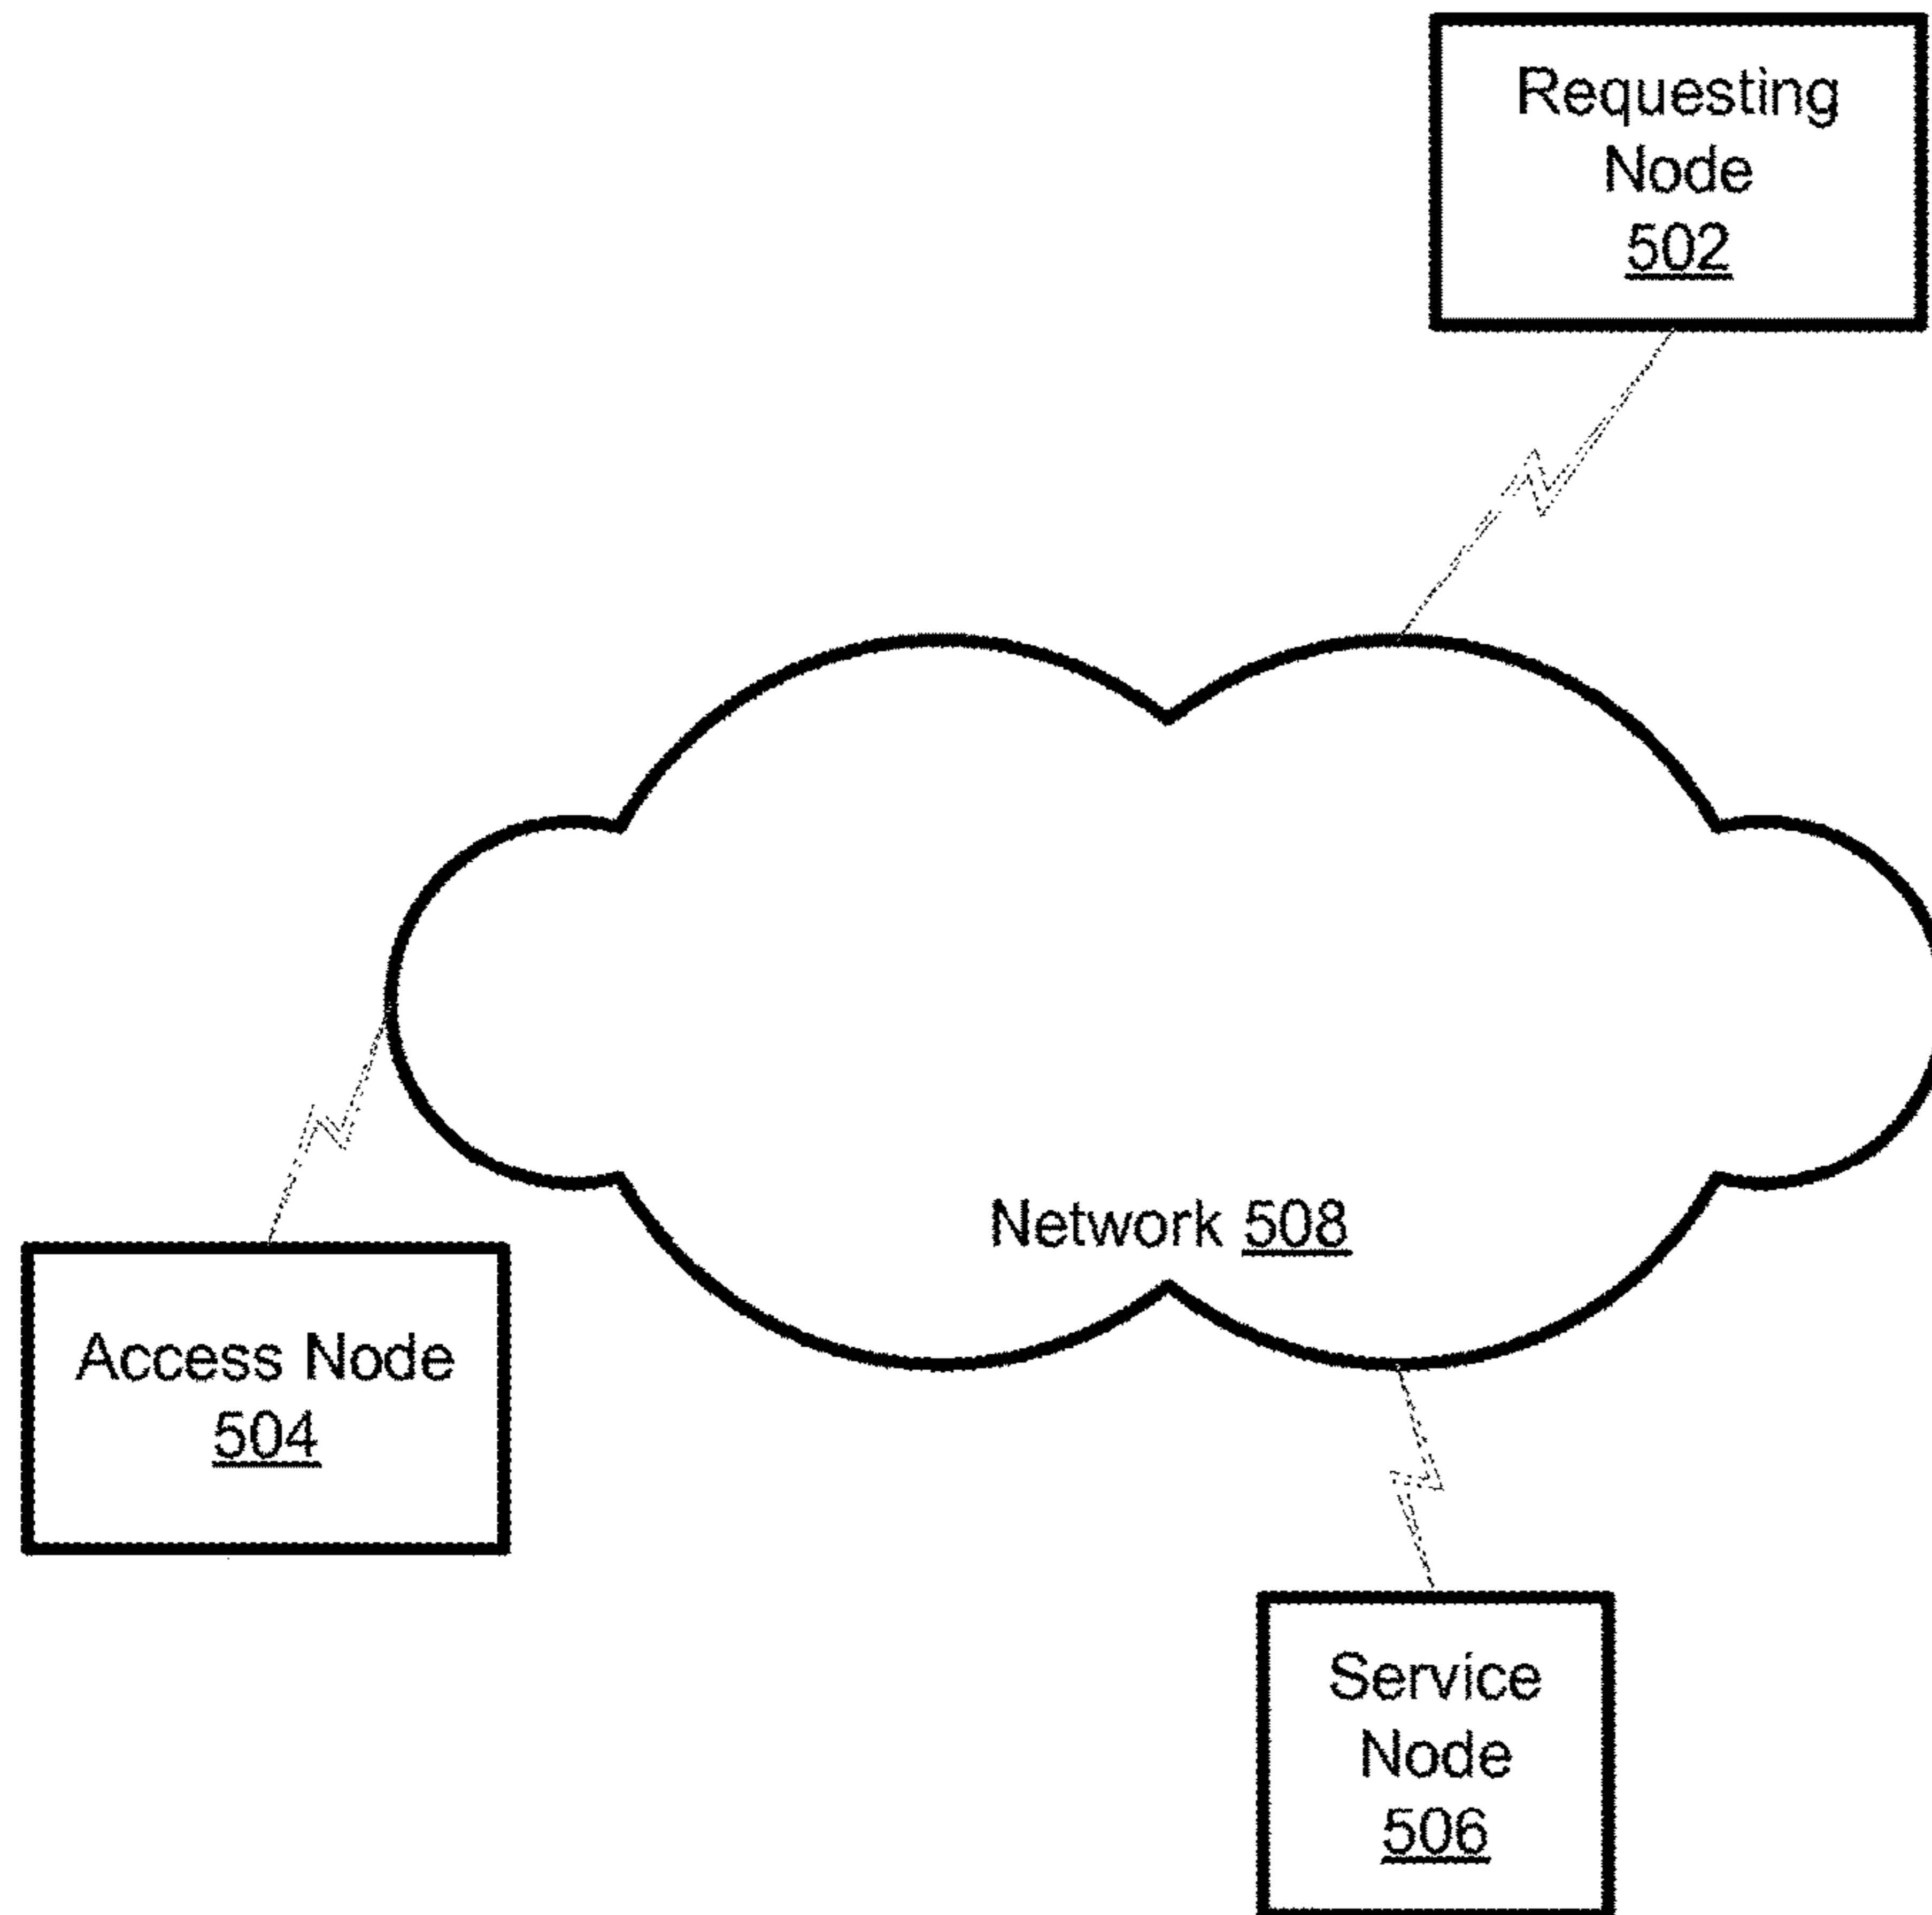 Requesting
Node
502
Network 508
Access Node
504
Service
Node
506